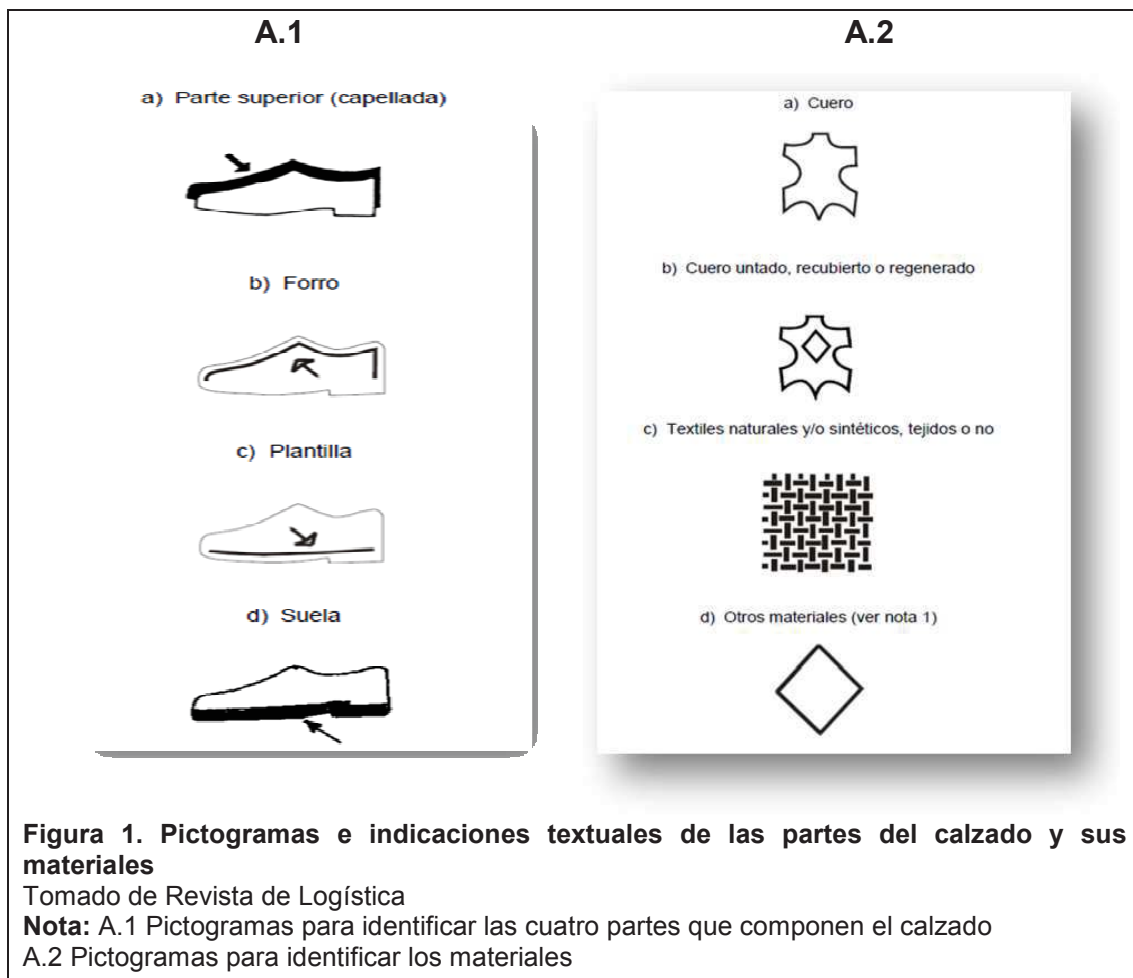 A.1
a) Parte superior (capellada)
b) Forro
c) Plantilla
d) Suela
A.2
a) Cuero
b) Cuero untado, recubierto o regenerado
c) Textiles naturales y/o sintéticos, tejidos o no
d) Otros materiales (ver nota 1)
Figura 1. Pictogramas e indicaciones textuales de las partes del calzado y sus
materiales
Tomado de Revista de Logística
Nota: A.1 Pictogramas para identificar las cuatro partes que componen el calzado
A.2 Pictogramas para identificar los materiales